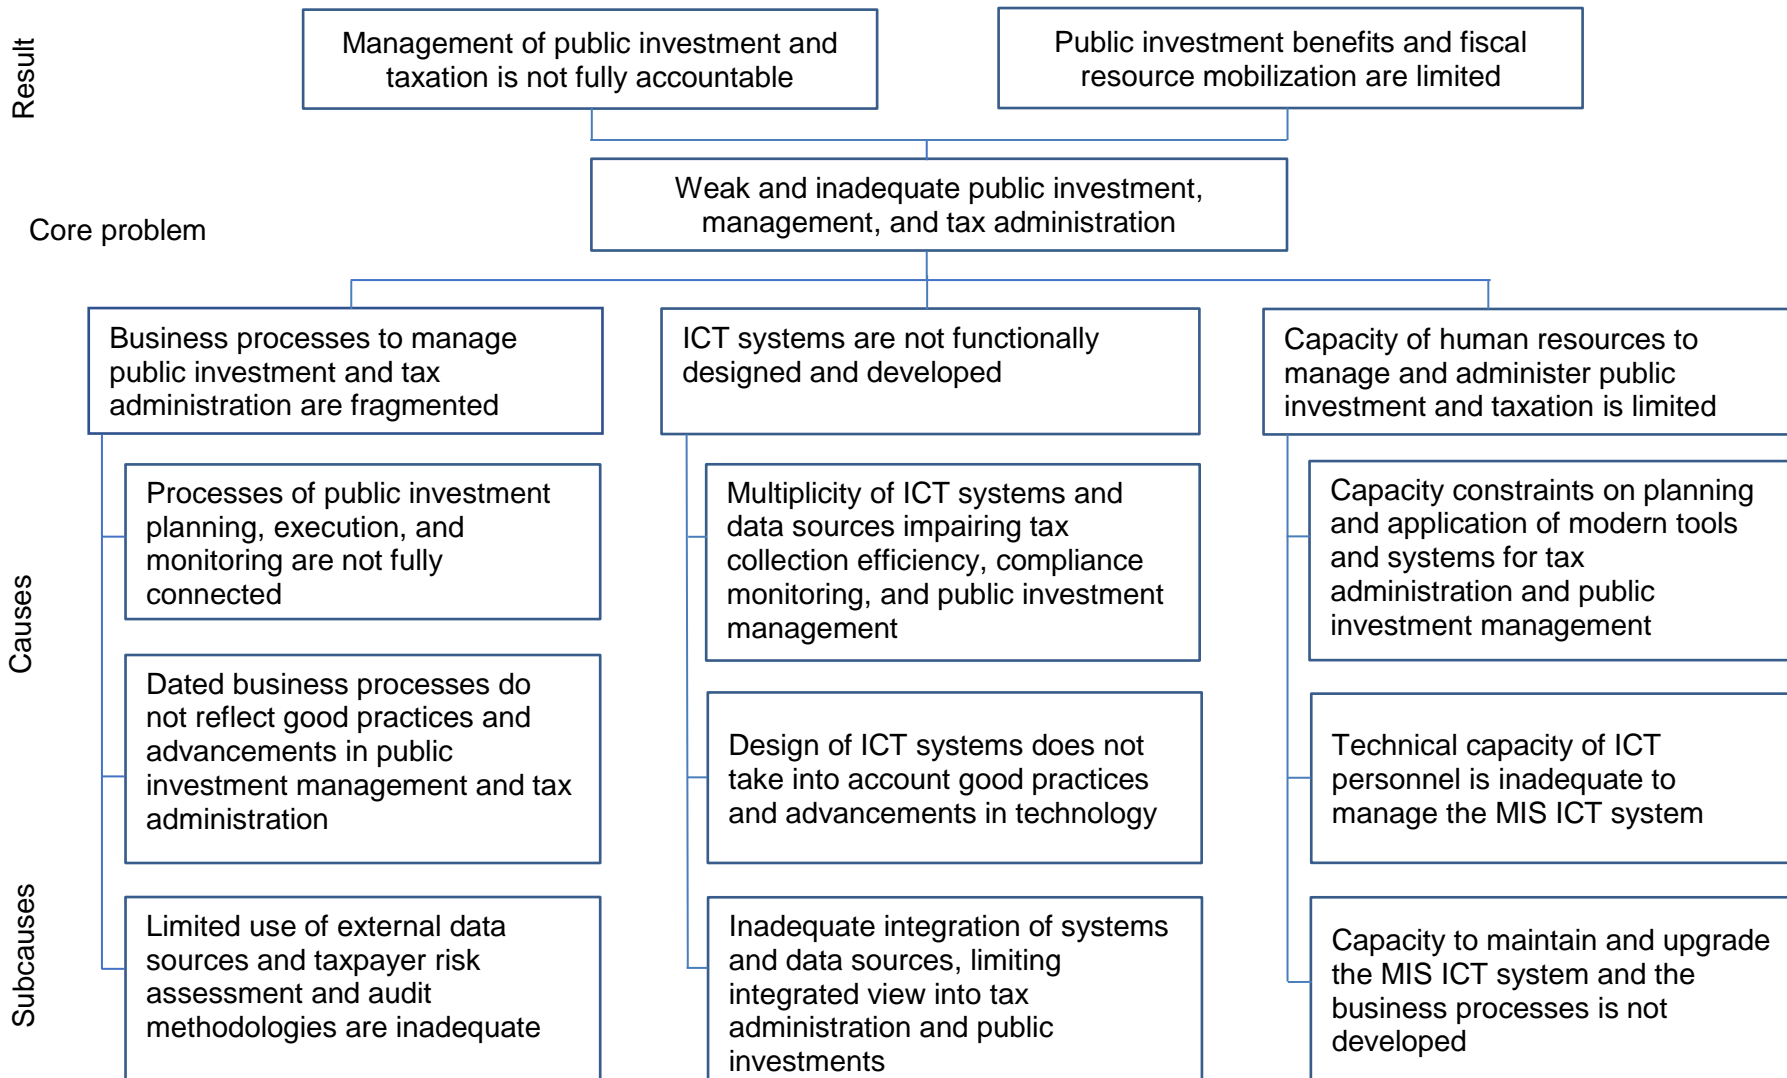 Result
Management of public investment and
taxation is not fully accountable
Public investment benefits and fiscal
resource mobilization are limited
Core problem
Weak and inadequate public investment,
management, and tax administration
Causes
Business processes to manage
public investment and tax
administration are fragmented
ICT systems are not functionally
designed and developed
Capacity of human resources to
manage and administer public
investment and taxation is limited
Subcauses
Processes of public investment
planning, execution, and
monitoring are not fully
connected
Multiplicity of ICT systems and
data sources impairing tax
collection efficiency, compliance
monitoring, and public investment
management
Capacity constraints on planning
and application of modern tools
and systems for tax
administration and public
investment management
Dated business processes do
not reflect good practices and
advancements in public
investment management and tax
administration
Design of ICT systems does not
take into account good practices
and advancements in technology
Technical capacity of ICT
personnel is inadequate to
manage the MIS ICT system
Limited use of external data
sources and taxpayer risk
assessment and audit
methodologies are inadequate
Inadequate integration of systems
and data sources, limiting
integrated view into tax
administration and public
investments
Capacity to maintain and upgrade
the MIS ICT system and the
business processes is not
developed